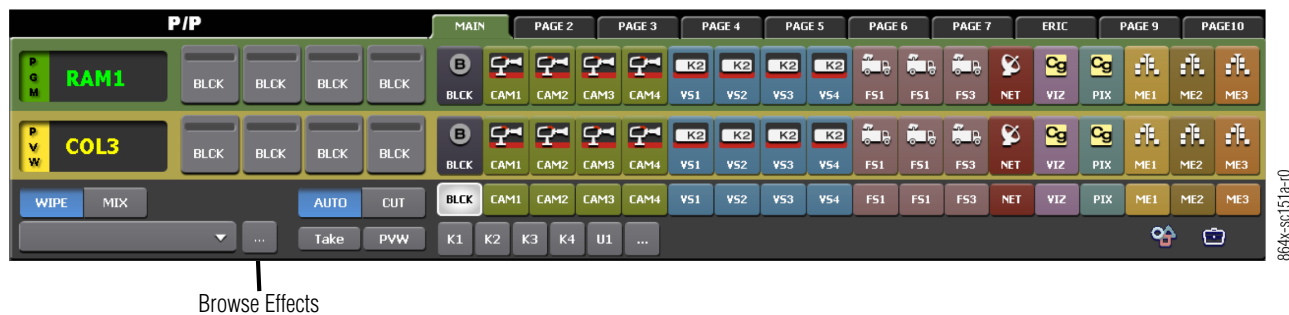 P/P MAIN PAGE 2 PAGE 3 PAGE 4 PAGE 5 PAGE 6 PAGE 7 ERIC PAGE 9 PAGE10
PGM RAM1 BLCK BLCK BLCK BLCK B K2 K2 K2 K2 Cg Cg
BLCK CAM1 CAM2 CAM3 CAM4 VS1 VS2 VS3 VS4 FS1 FS1 FS3 NET VIZ PIX ME1 ME2 ME3
PVW COL3 BLCK BLCK BLCK BLCK B K2 K2 K2 K2 Cg Cg
BLCK CAM1 CAM2 CAM3 CAM4 VS1 VS2 VS3 VS4 FS1 FS1 FS3 NET VIZ PIX ME1 ME2 ME3
WIPE MIX AUTO CUT BLCK CAM1 CAM2 CAM3 CAM4 VS1 VS2 VS3 VS4 FS1 FS1 FS3 NET VIZ PIX ME1 ME2 ME3
... Take PVW K1 K2 K3 K4 U1 ...
Browse Effects
864x-sc151a-r0